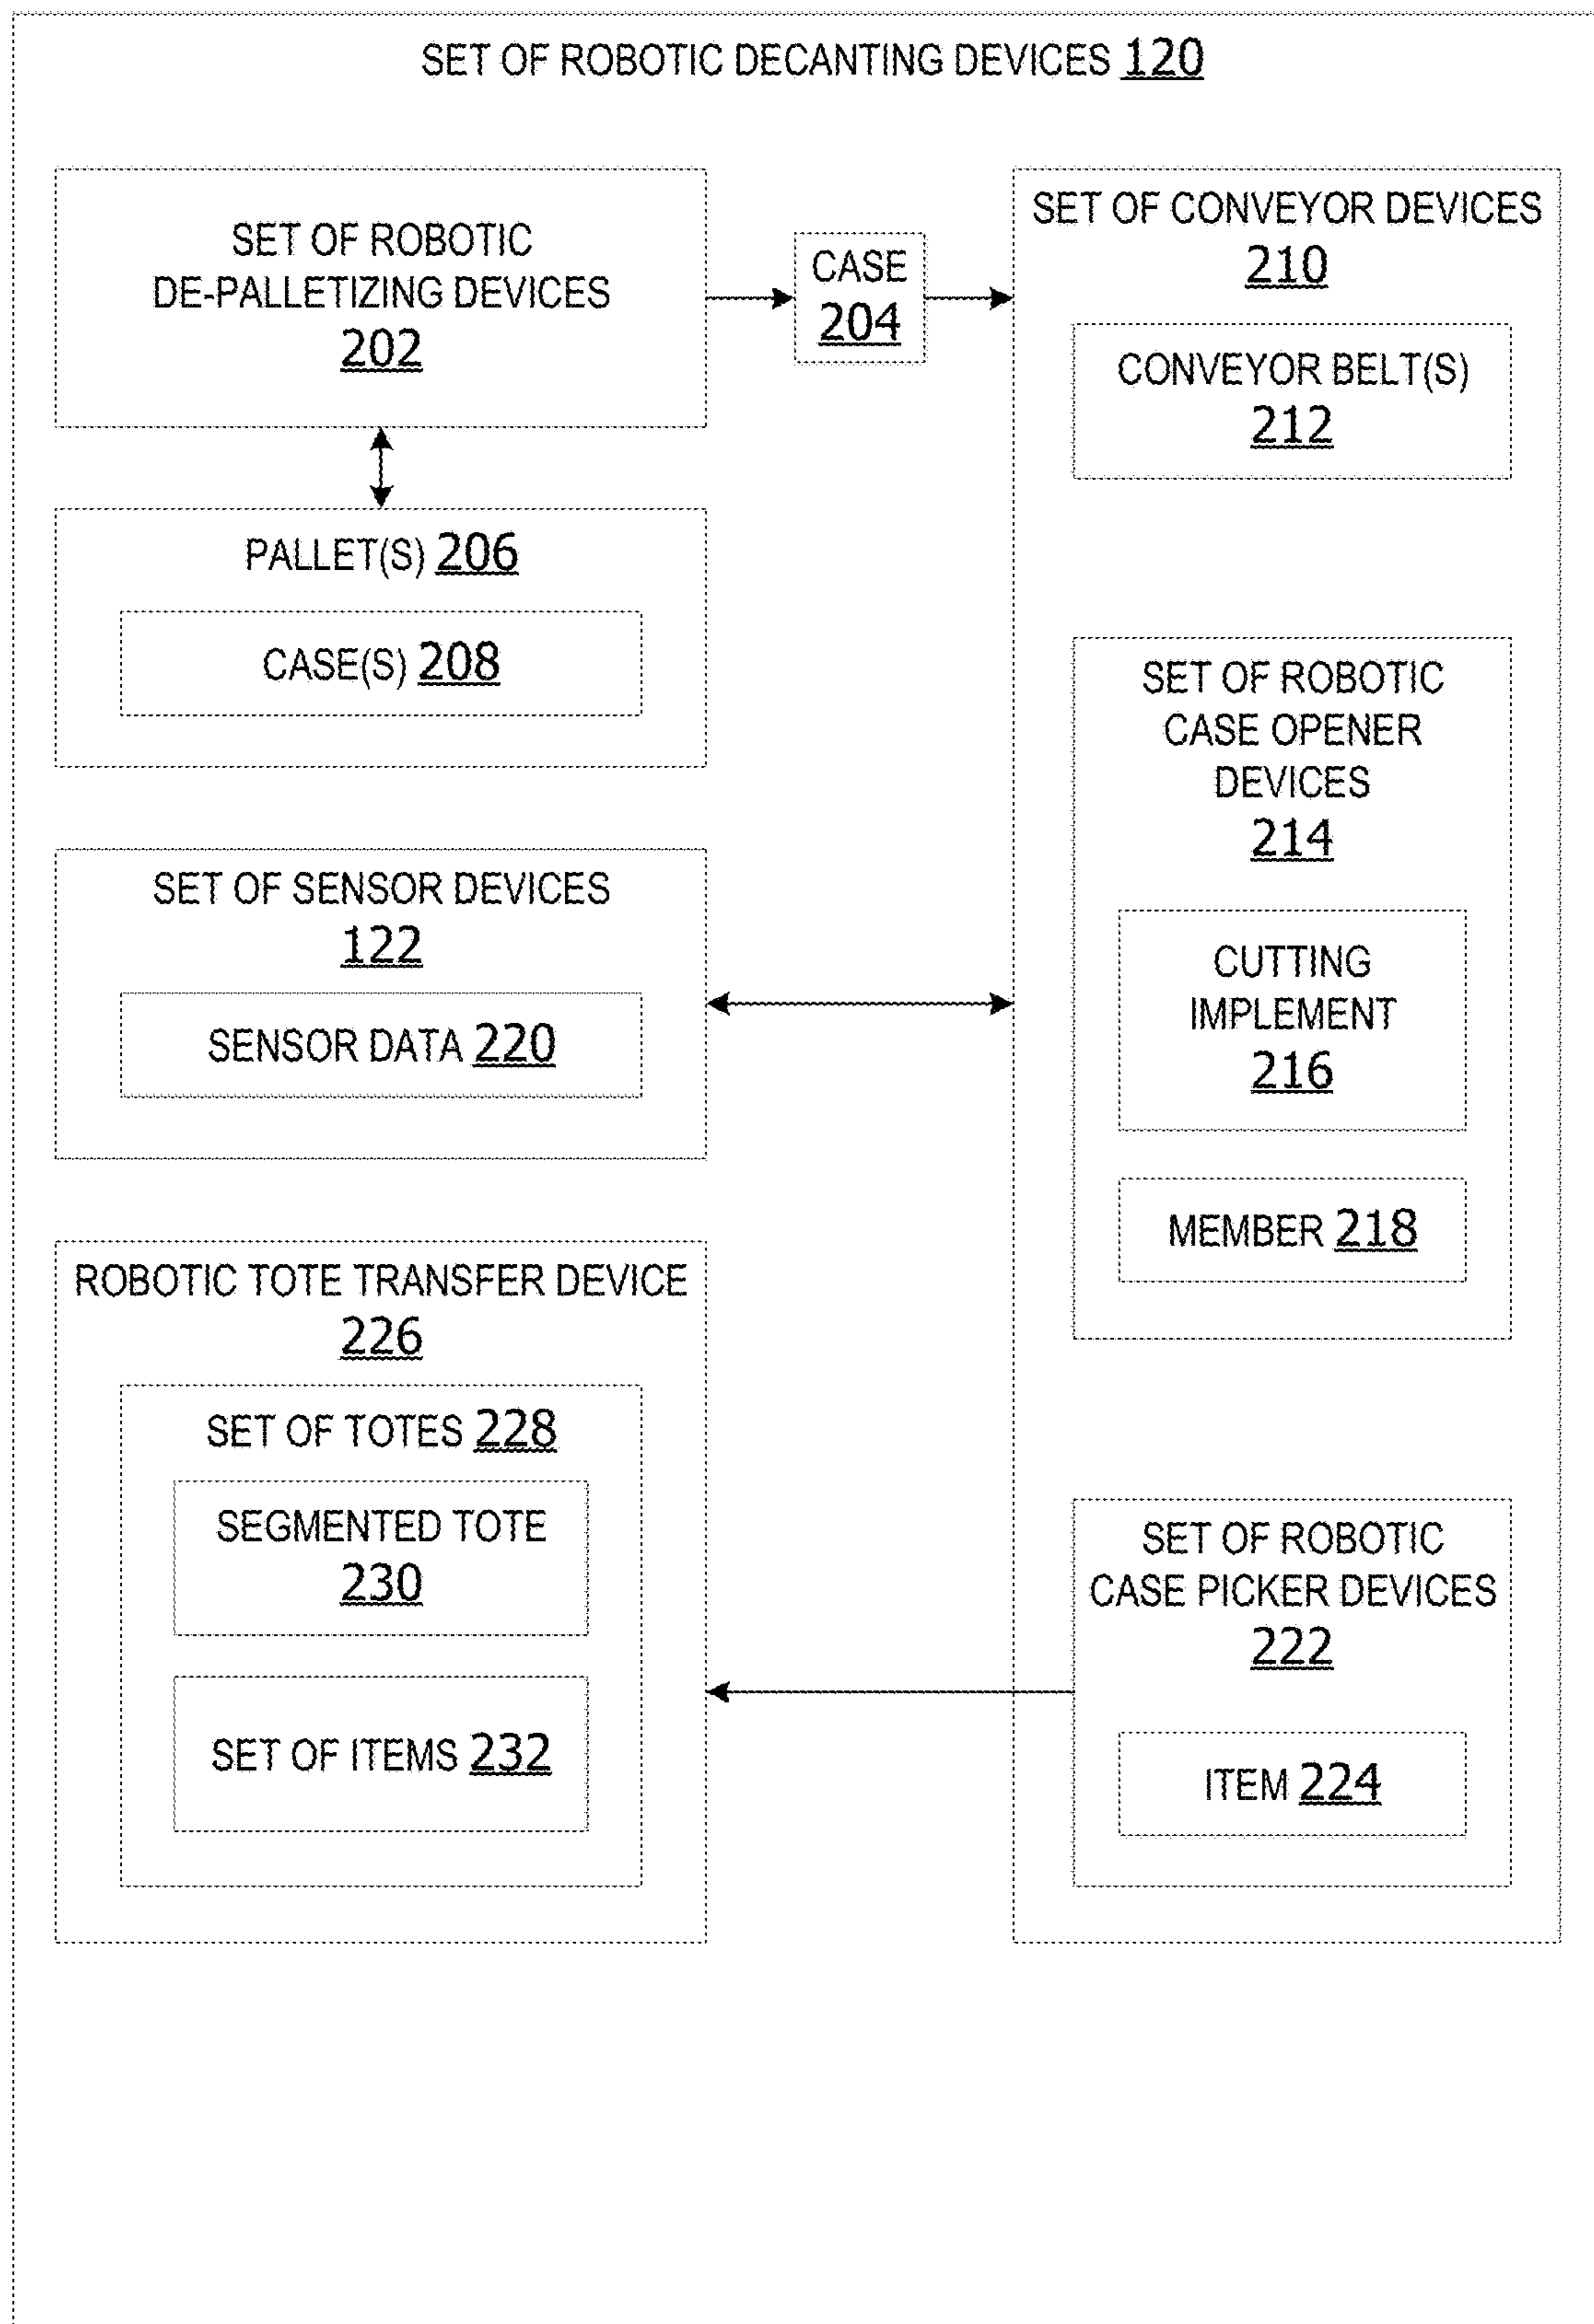 SET OF ROBOTIC DECANTING DEVICES 120
SET OF ROBOTIC
DE-PALLETIZING DEVICES
202
CASE
204
PALLET(S) 206
CASE(S) 208
SET OF SENSOR DEVICES
122
SENSOR DATA 220
ROBOTIC TOTE TRANSFER DEVICE
226
SET OF TOTES 228
SEGMENTED TOTE
230
SET OF ITEMS 232
SET OF CONVEYOR DEVICES
210
CONVEYOR BELT(S)
212
SET OF ROBOTIC
CASE OPENER
DEVICES
214
CUTTING
IMPLEMENT
216
MEMBER 218
SET OF ROBOTIC
CASE PICKER DEVICES
222
ITEM 224